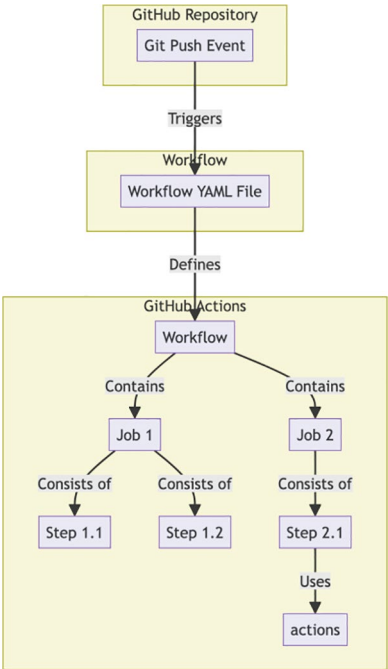 GitHub Repository
Git Push Event
Triggers
Workflow
Workflow YAML File
Defines
GitHub Actions
Workflow
Contains
Contains
Job 1
Job 2
Consists of
Consists of
Consists of
Step 1.1
Step 1.2
Step 2.1
Uses
actions